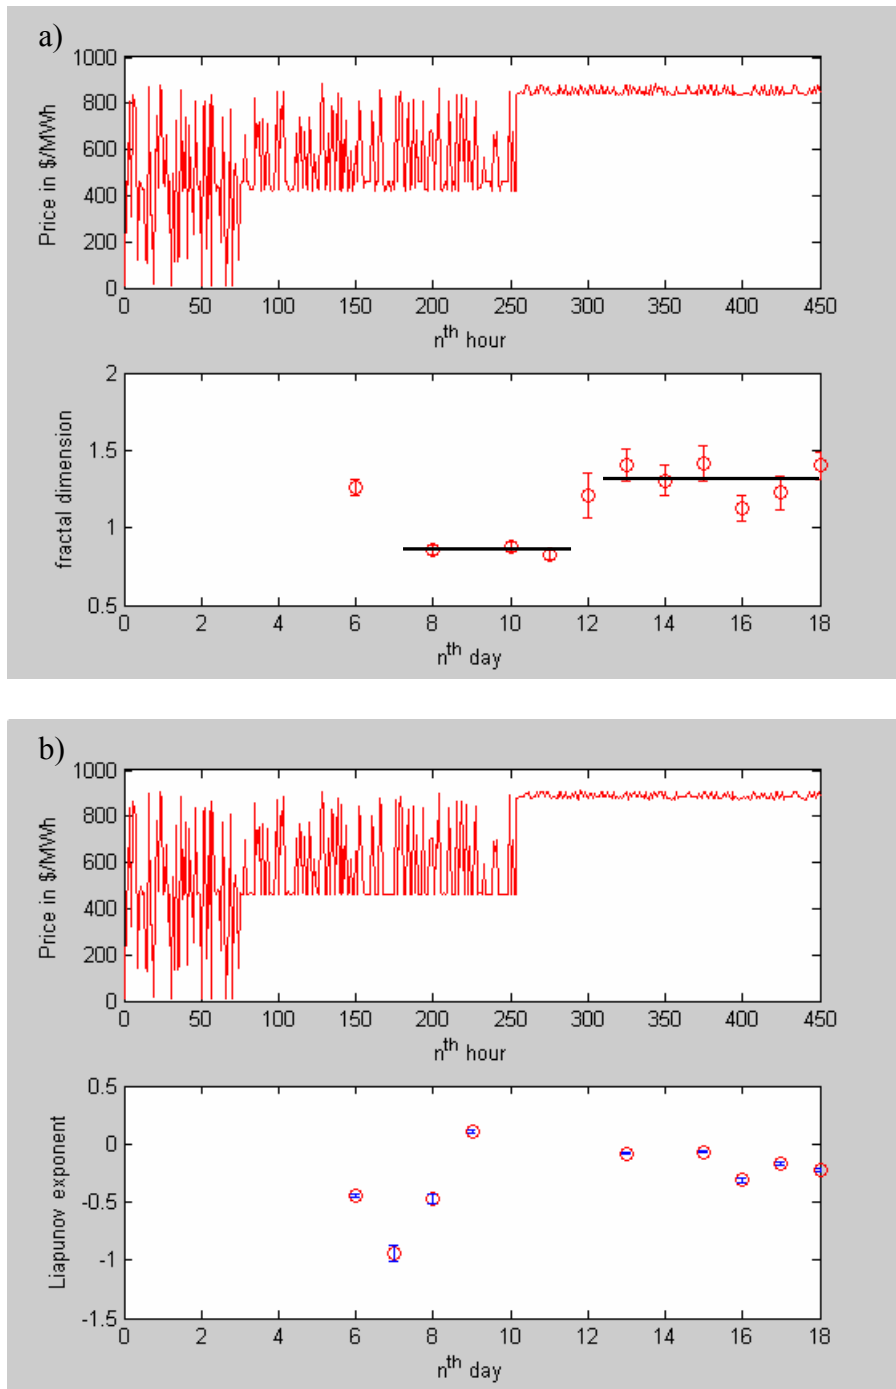 a)
1000
800
600
400
200
0
Price in $/MWh
0 50 100 150 200 250 300 350 400 450
nth hour
2
1.5
1
0.5
fractal dimension
0 2 4 6 8 10 12 14 16 18
nth day
b)
1000
800
600
400
200
0
Price in $/MWh
0 50 100 150 200 250 300 350 400 450
nth hour
0.5
0
-0.5
-1
-1.5
Liapunov exponent
0 2 4 6 8 10 12 14 16 18
nth day